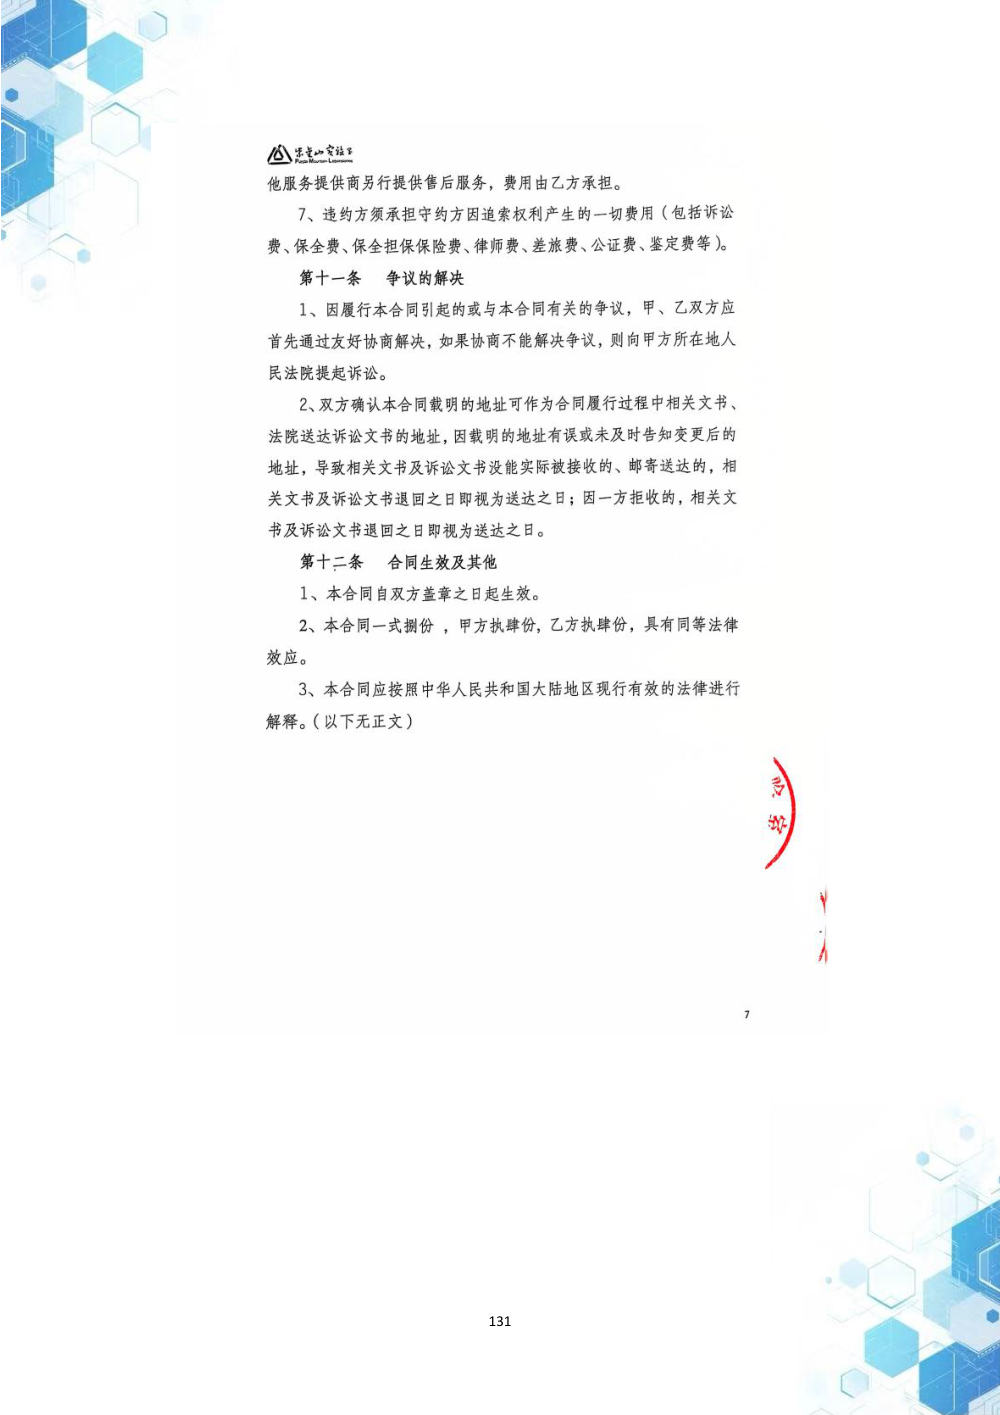 紫金山实验室
Purple Mountain Laboratories
他服务提供商另行提供售后服务，费用由乙方承担。
7、违约方须承担守约方因追索权利产生的一切费用（包括诉讼
费、保全费、保全担保保险费、律师费、差旅费、公证费、鉴定费等）。
第十一条 争议的解决
1、因履行本合同引起的或与本合同有关的争议，甲、乙双方应
首先通过友好协商解决，如果协商不能解决争议，则向甲方所在地人
民法院提起诉讼。
2、双方确认本合同载明的地址可作为合同履行过程中相关文书、
法院送达诉讼文书的地址，因载明的地址有误或未及时告知变更后的
地址，导致相关文书及诉讼文书没能实际被接收的、邮寄送达的，相
关文书及诉讼文书退回之日即视为送达之日；因一方拒收的，相关文
书及诉讼文书退回之日即视为送达之日。
第十二条 合同生效及其他
1、本合同自双方盖章之日起生效。
2、本合同一式捌份 ，甲方执肆份，乙方执肆份，具有同等法律
效应。
3、本合同应按照中华人民共和国大陆地区现行有效的法律进行
解释。（以下无正文）
7
131